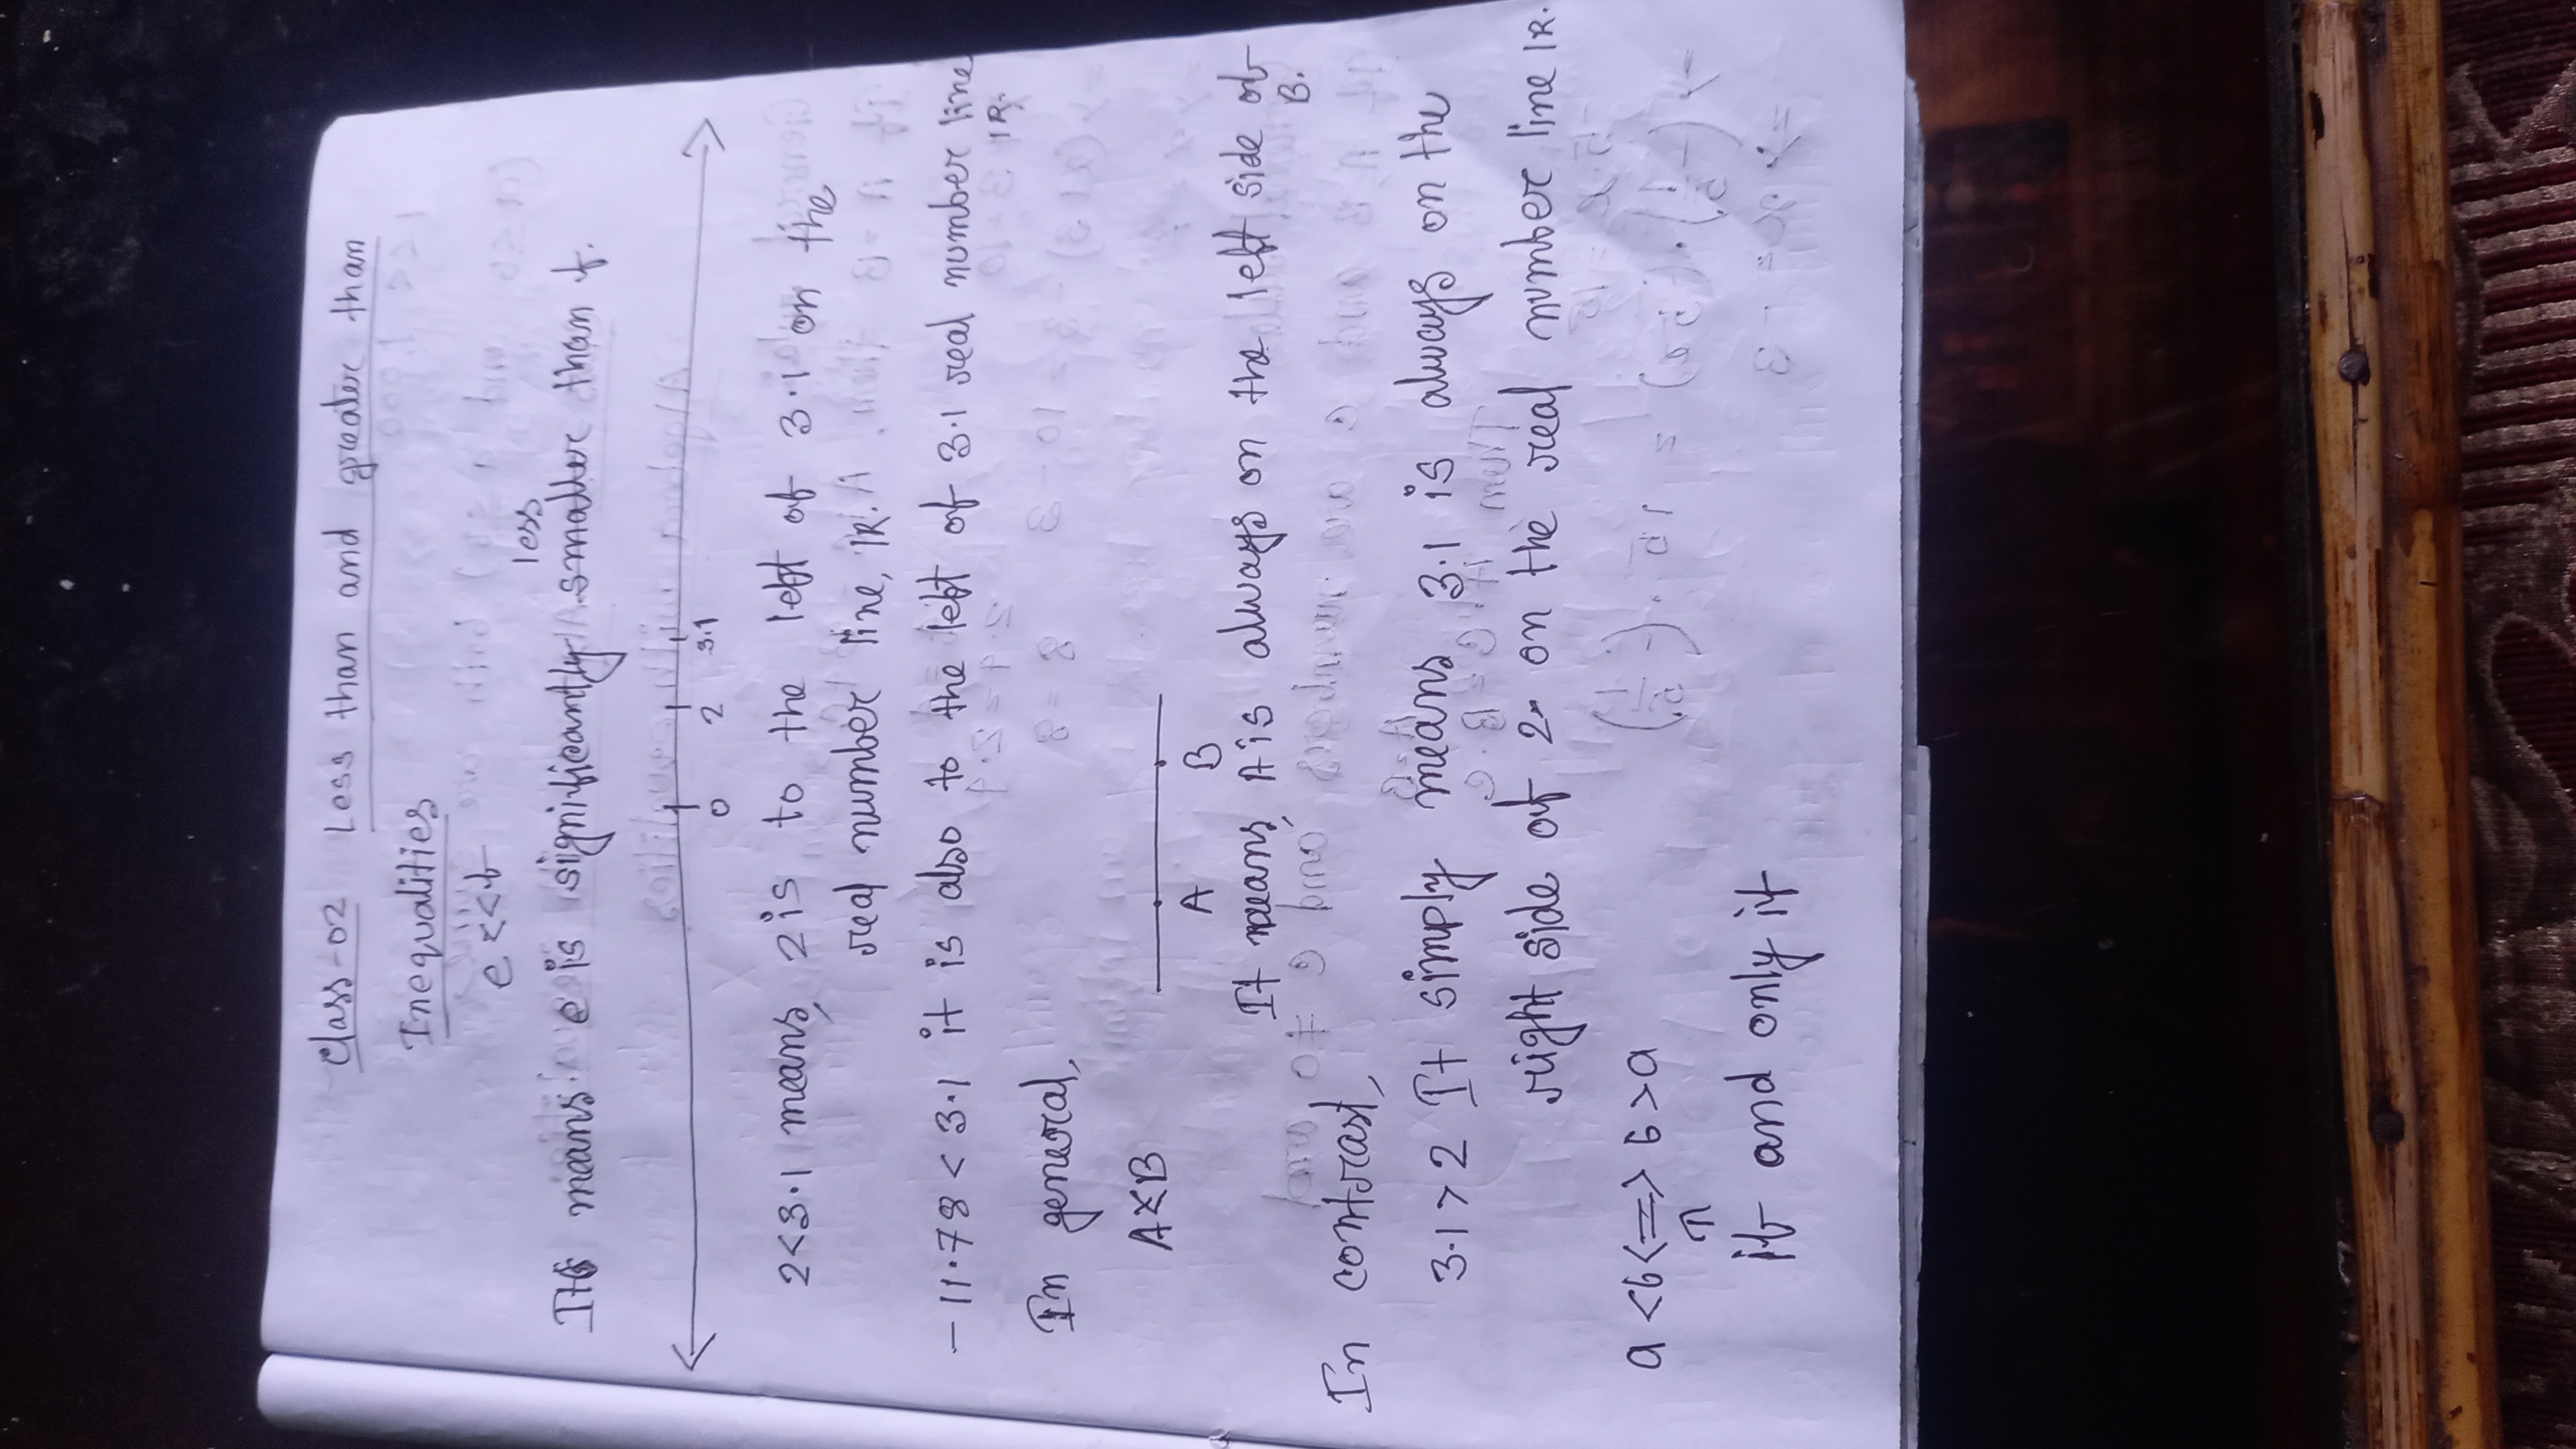 Class-02 Less than and greater than
Inequalities
e << f
It means e is significantly smaller than f.
less
0 2 3.1
2<3.1 means, 2 is to the left of 3.1 on the
real number line, IR.
-11.78 < 3.1 it is also to the left of 3.1 real number line
IR.
In general,
A<B
A B
It means, A is always on the left side of
B.
In contrast,
3.1 > 2 It simply means, 3.1 is always on the
right side of 2 on the real number line IR.
a < b <=> b > a
if and only if